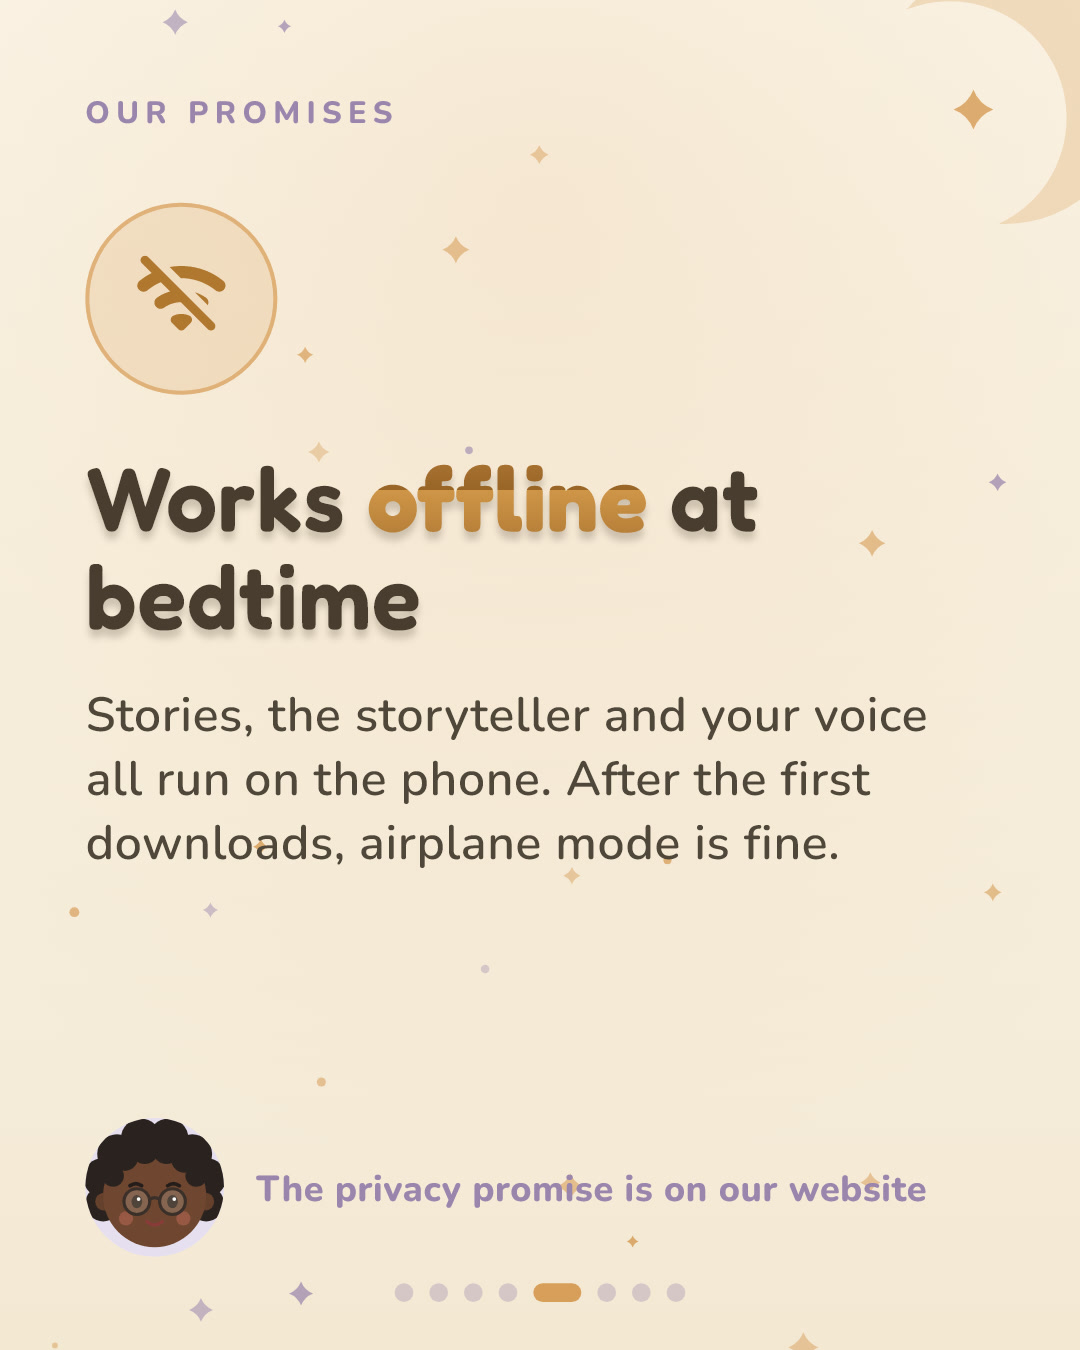 OUR PROMISES
Works offline at
bedtime
Stories, the storyteller and your voice
all run on the phone. After the first
downloads, airplane mode is fine.
The privacy promise is on our website